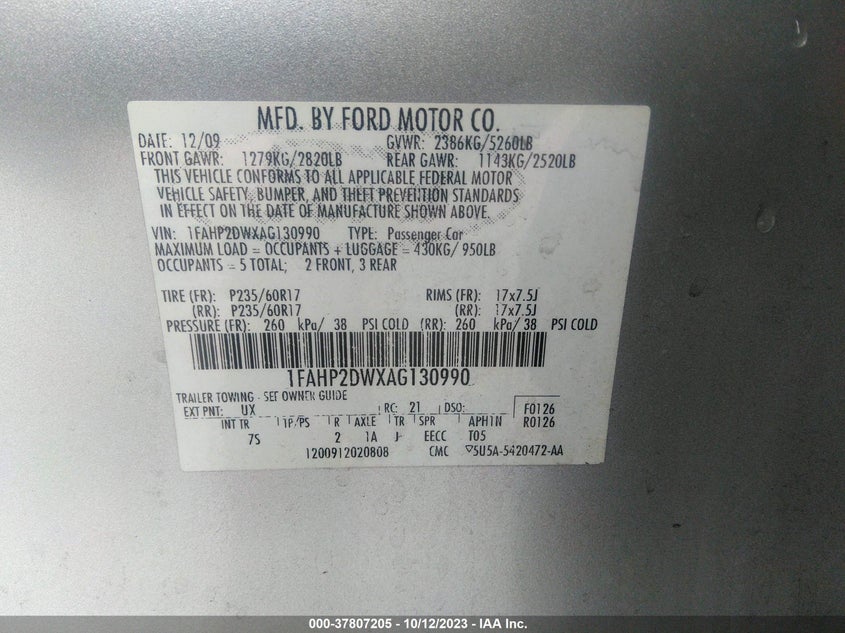 MFD. BY FORD MOTOR CO.
DATE: 12/09 GVWR: 2386KG/5260LB
FRONT GAWR: 1279KG/2820LB REAR GAWR: 1143KG/2520LB
THIS VEHICLE CONFORMS TO ALL APPLICABLE FEDERAL MOTOR
VEHICLE SAFETY, BUMPER, AND THEFT PREVENTION STANDARDS
IN EFFECT ON THE DATE OF MANUFACTURE SHOWN ABOVE.
VIN: 1FAHP2DWXAG130990 TYPE: Passenger Car
MAXIMUM LOAD = OCCUPANTS + LUGGAGE = 430KG/ 950LB
OCCUPANTS = 5 TOTAL; 2 FRONT, 3 REAR
TIRE (FR): P235/60R17 RIMS (FR): 17x7.5J
(RR): P235/60R17 (RR): 17x7.5J
PRESSURE (FR): 260 kPa/ 38 PSI COLD (RR): 260 kPa/ 38 PSI COLD
1FAHP2DWXAG130990
TRAILER TOWING - SEE OWNER GUIDE
EXT PNT: UX RC: 21 DSO: F0126
INT TR TP/PS R AXLE TR SPR APH1N R0126
7S 2 1A J EECC T05
1200912020808 CMC ▽5U5A-5420472-AA
000-37807205 - 10/12/2023 - IAA Inc.